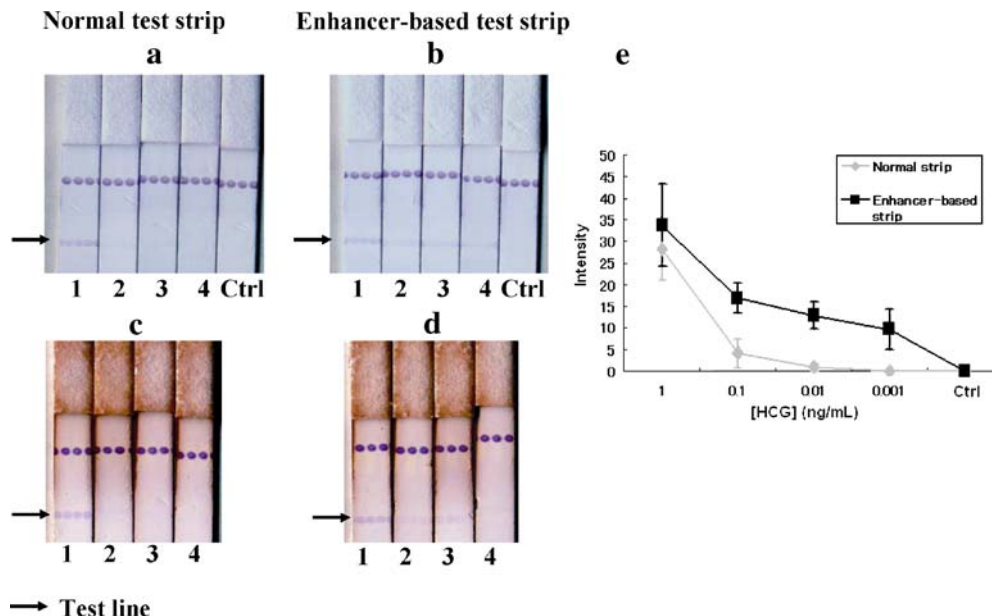 Normal test strip
Enhancer-based test strip
a
b
e
1 2 3 4 Ctrl
1 2 3 4 Ctrl
c
d
1 2 3 4
1 2 3 4
Test line
50
45
40
35
30
25
20
15
10
5
0
Intensity
1 0.1 0.01 0.001 Ctrl
[HCG] (ng/mL)
Normal strip
Enhancer-based
strip